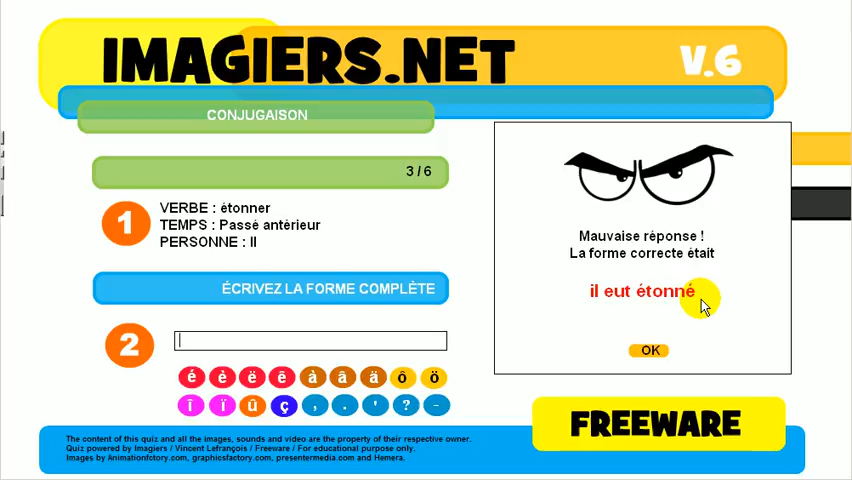 IMAGIERS.NET
V.6
CONJUGAISON
3 / 6
1
VERBE : étonner
TEMPS : Passé antérieur
PERSONNE : Il
ÉCRIVEZ LA FORME COMPLÈTE
2
é è ë ê à â ä ô ö
î ï û ç , . ' ? -
Mauvaise réponse !
La forme correcte était
il eut étonné
OK
FREEWARE
The content of this quiz and all the images, sounds and video are the property of their respective owner.
Quiz powered by Imagiers / Vincent Lefrançois / Freeware / For educational purpose only.
Images by Animationfctory.com, graphicsfactory.com, presentermedia.com and Hemera.